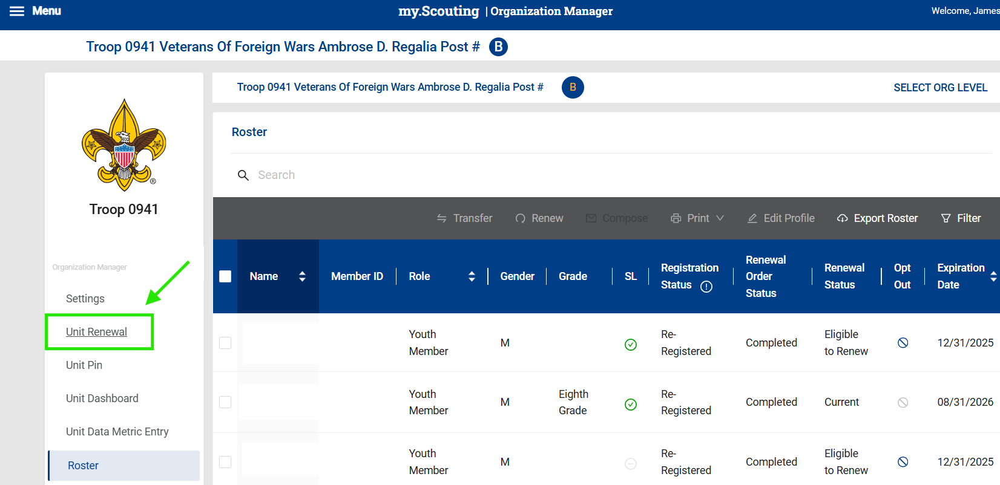 Menu
my.Scouting | Organization Manager
Welcome, James
Troop 0941 Veterans Of Foreign Wars Ambrose D. Regalia Post # B
Troop 0941 Veterans Of Foreign Wars Ambrose D. Regalia Post # B
SELECT ORG LEVEL
®
Troop 0941
Organization Manager
Settings
Unit Renewal
Unit Pin
Unit Dashboard
Unit Data Metric Entry
Roster
Roster
Search
Transfer Renew Compose Print Edit Profile Export Roster Filter
Name Member ID Role Gender Grade SL Registration Status Renewal Order Status Renewal Status Opt Out Expiration Date
Youth Member M Re-Registered Completed Eligible to Renew 12/31/2025
Youth Member M Eighth Grade Re-Registered Completed Current 08/31/2026
Youth Member M Re-Registered Completed Eligible to Renew 12/31/2025